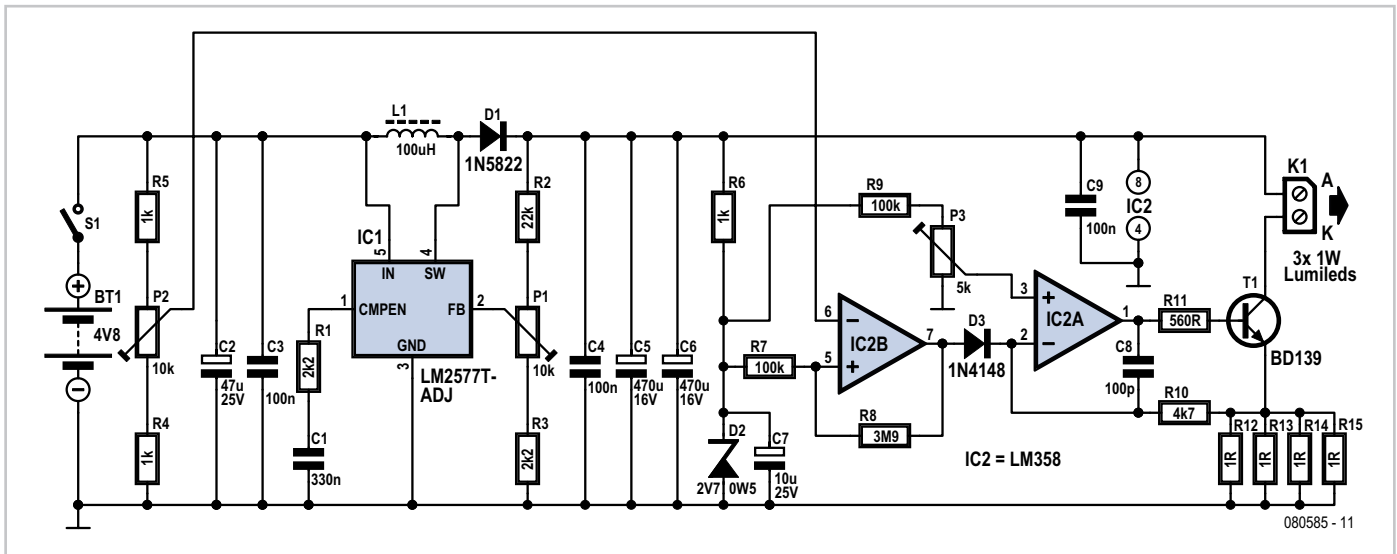 S1
BT1
4V8
R5
1k
P2
10k
R4
1k
C2
47u
25V
C3
100n
L1
100uH
D1
1N5822
IC1
5
4
IN
SW
1
CMPEN
FB
2
GND
3
LM2577T-
ADJ
R1
2k2
C1
330n
R2
22k
P1
10k
R3
2k2
C4
100n
C5
470u
16V
C6
470u
16V
R6
1k
R7
100k
D2
2V7
0W5
C7
10u
25V
R9
100k
P3
5k
6
5
7
IC2B
R8
3M9
D3
1N4148
IC2 = LM358
3
2
1
IC2A
C9
100n
8
IC2
4
C8
100p
R11
560R
R10
4k7
T1
BD139
K1
A
K
3x 1W
Lumileds
R12
1R
R13
1R
R14
1R
R15
1R
080585 - 11